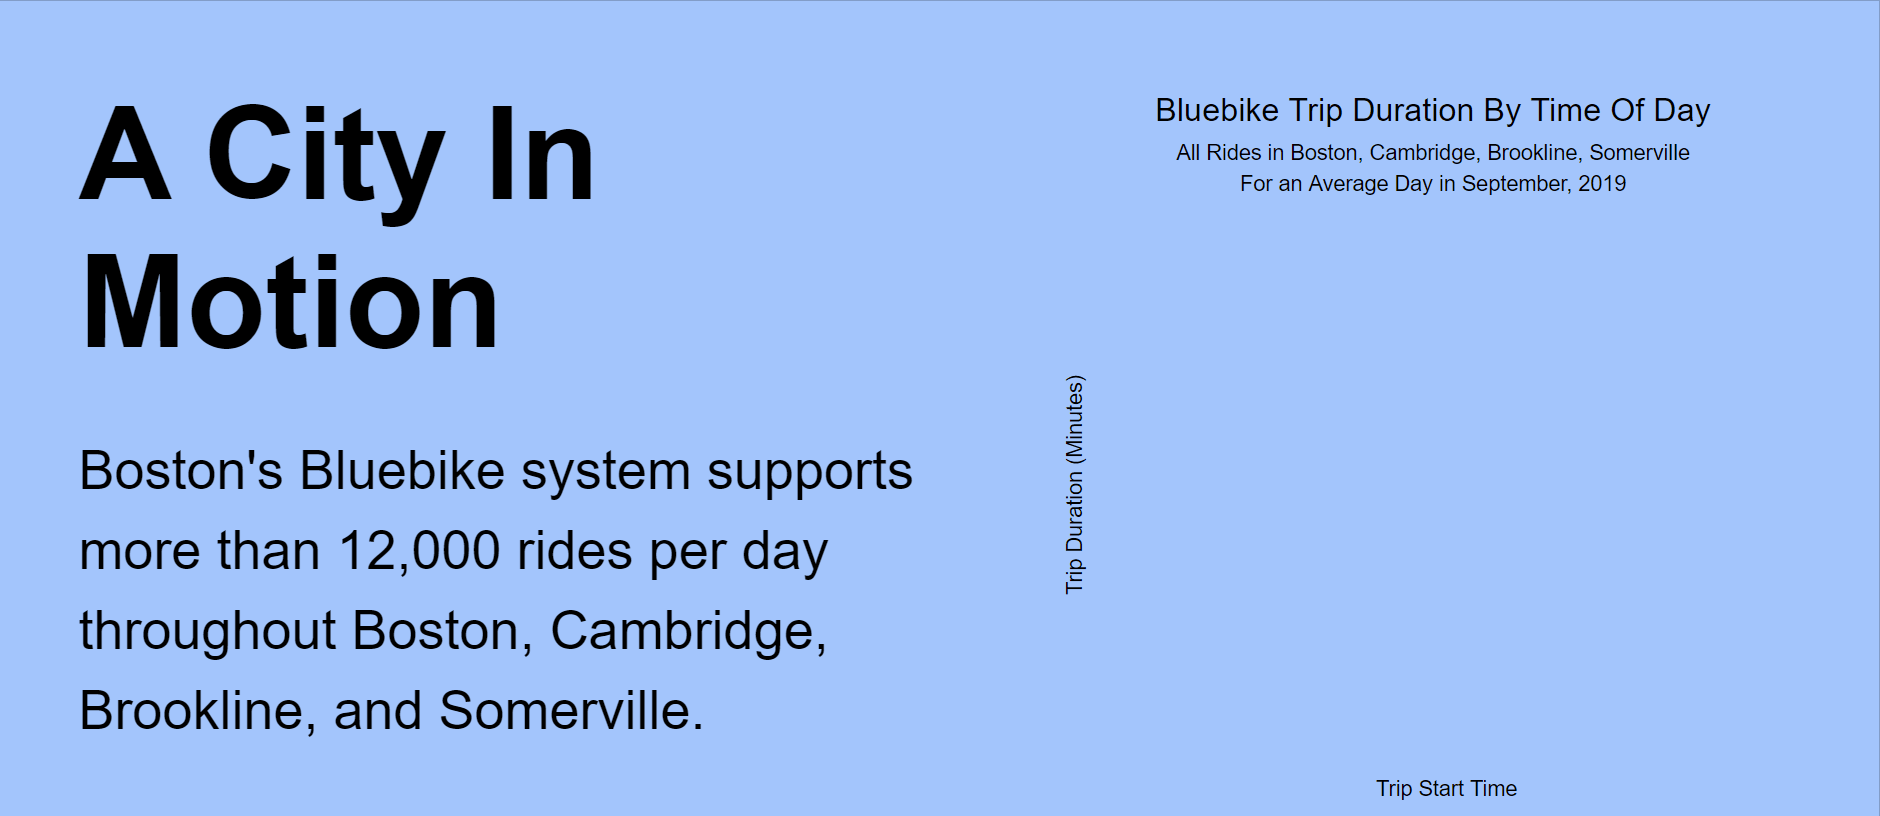 A City In
Motion
Boston's Bluebike system supports
more than 12,000 rides per day
throughout Boston, Cambridge,
Brookline, and Somerville.
Bluebike Trip Duration By Time Of Day
All Rides in Boston, Cambridge, Brookline, Somerville
For an Average Day in September, 2019
Trip Duration (Minutes)
Trip Start Time